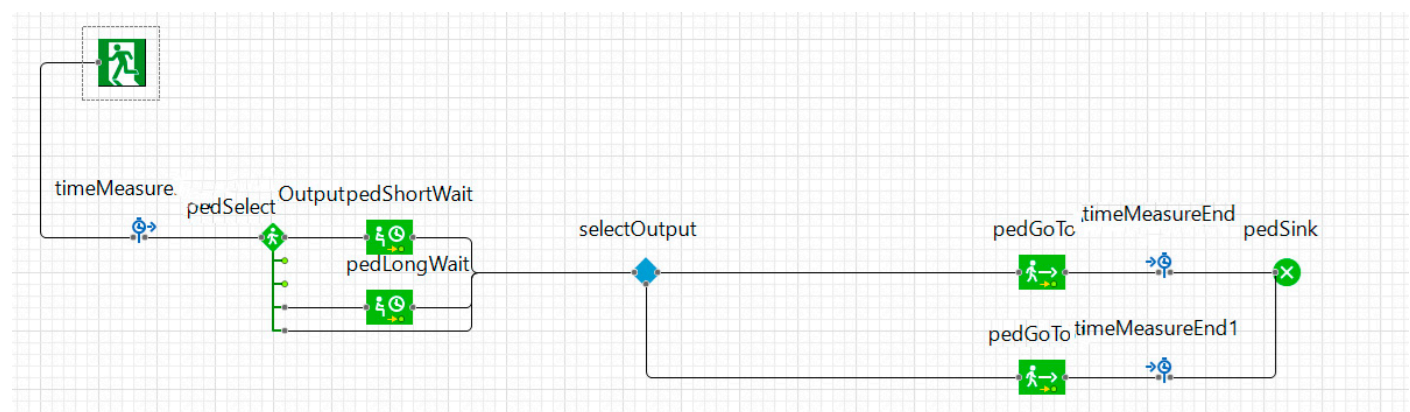 timeMeasure
pedSelect
OutputpedShortWait
pedLongWait
selectOutput
pedGoTo
timeMeasureEnd
pedSink
pedGoTo
timeMeasureEnd1